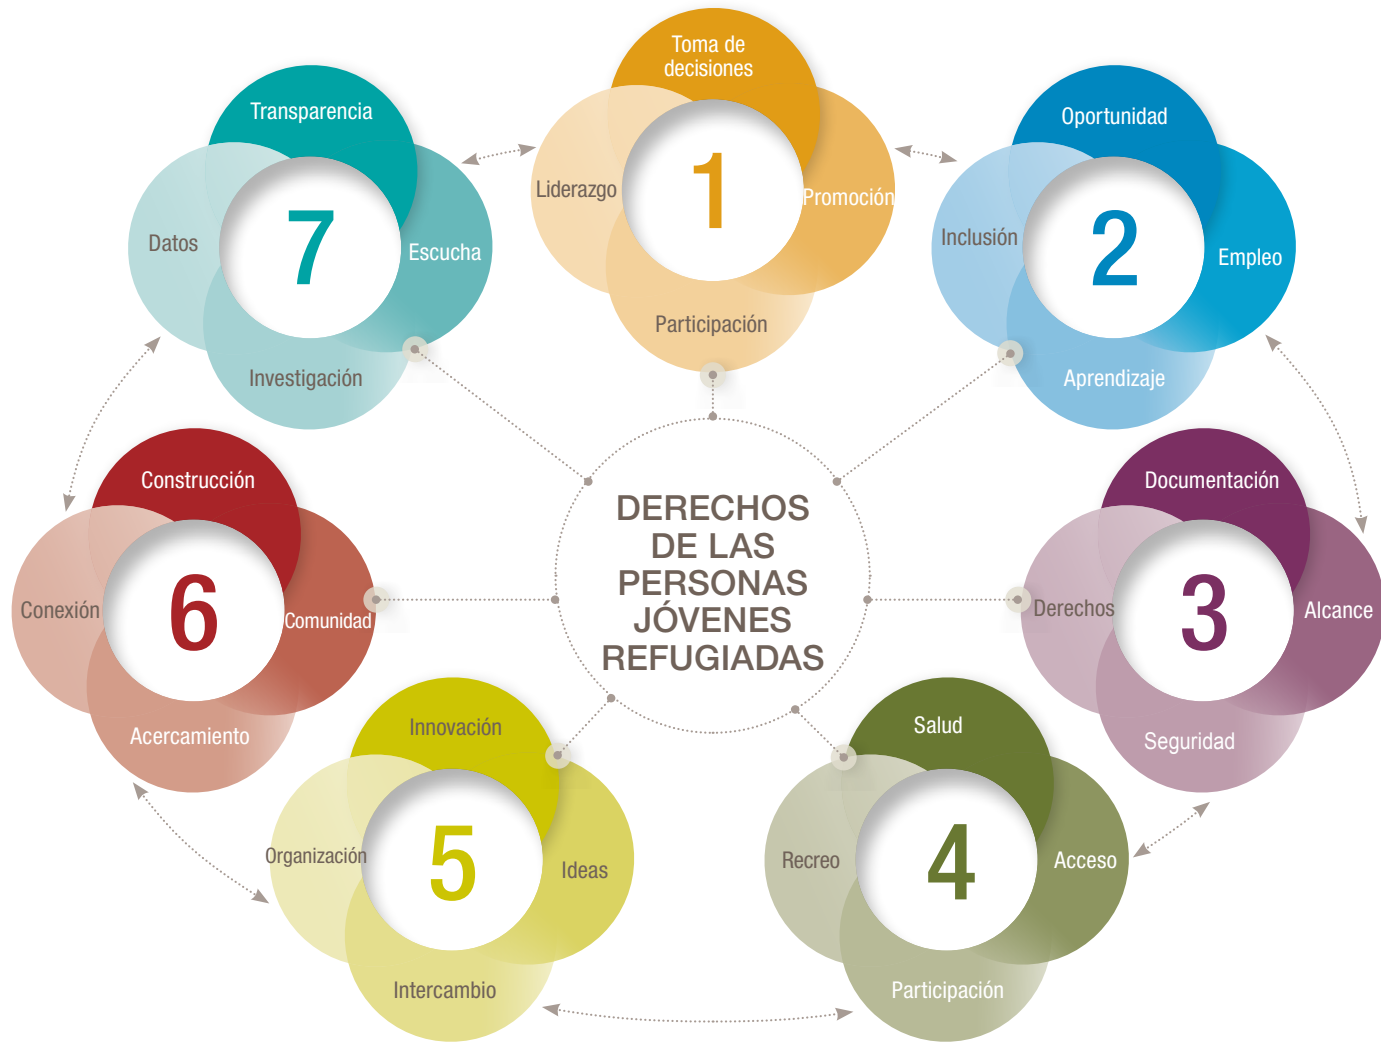 DERECHOS
DE LAS
PERSONAS
JÓVENES
REFUGIADAS
1
Toma de
decisiones
Promoción
Participación
Liderazgo
2
Oportunidad
Empleo
Aprendizaje
Inclusión
3
Documentación
Alcance
Seguridad
Derechos
4
Salud
Acceso
Participación
Recreo
5
Innovación
Ideas
Intercambio
Organización
6
Construcción
Comunidad
Acercamiento
Conexión
7
Transparencia
Escucha
Investigación
Datos